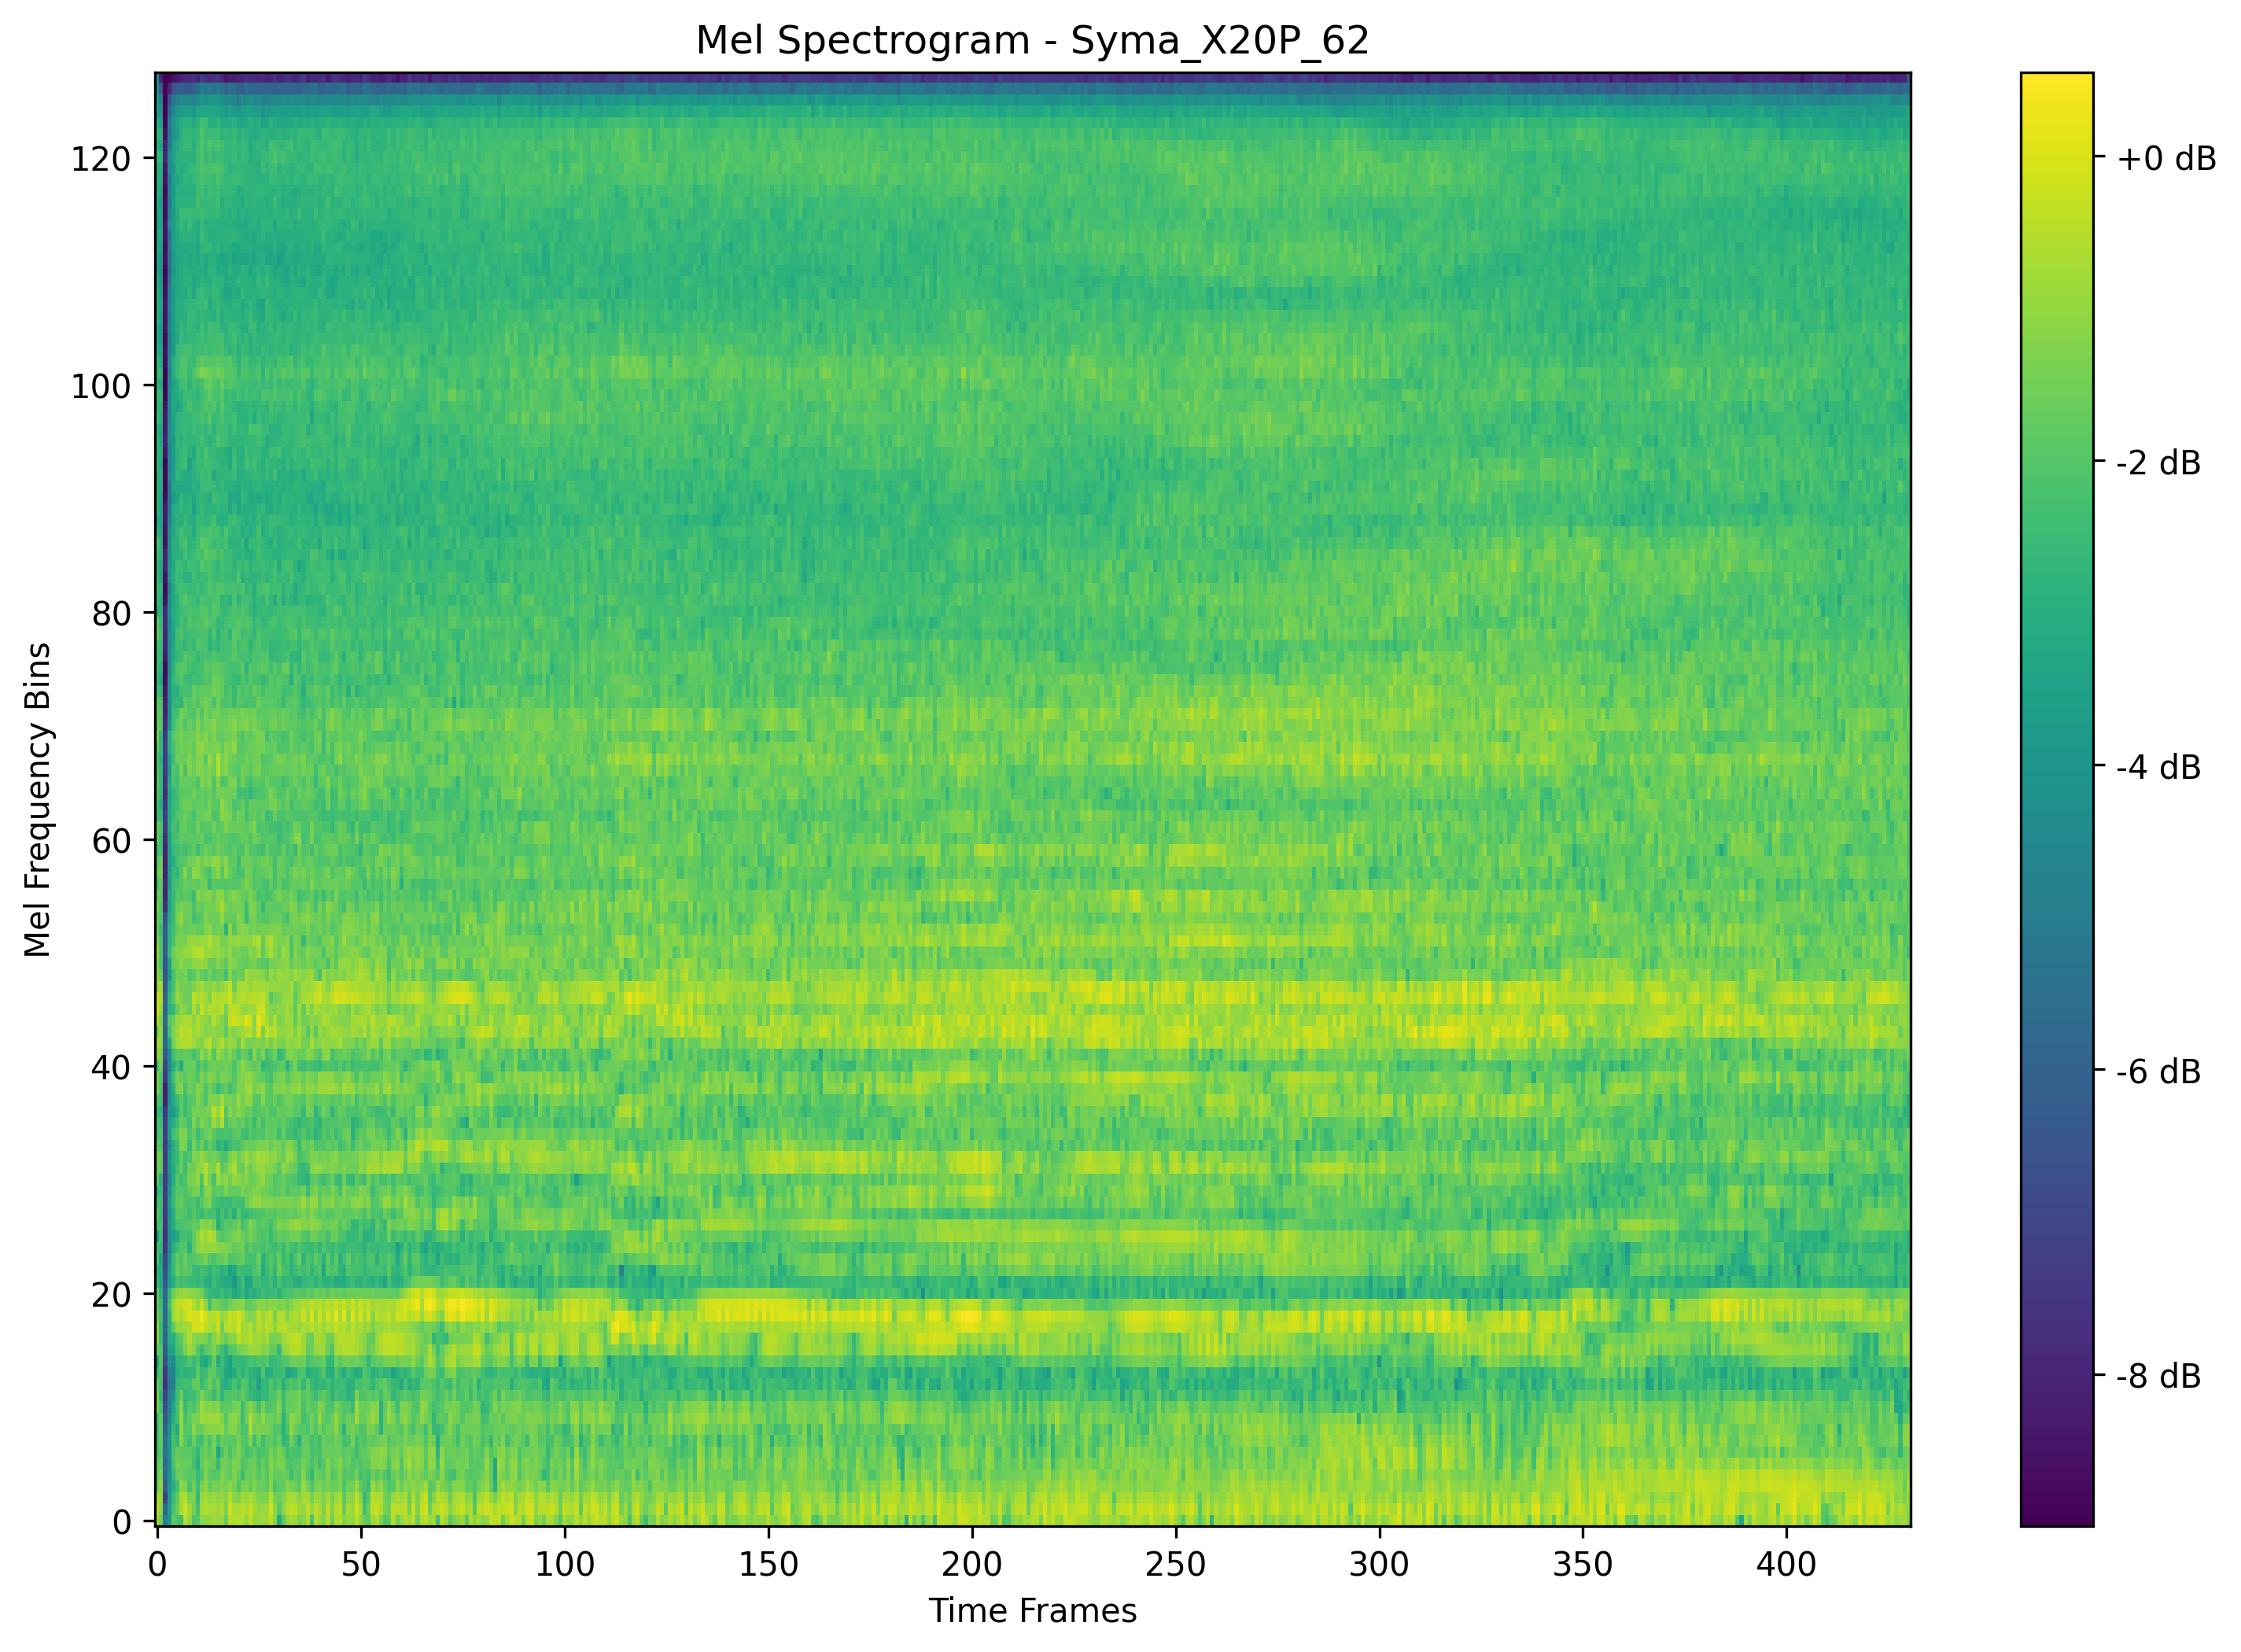 Mel Spectrogram - Syma_X20P_62
Mel Frequency Bins
120
100
80
60
40
20
0
0 50 100 150 200 250 300 350 400
Time Frames
+0 dB
-2 dB
-4 dB
-6 dB
-8 dB